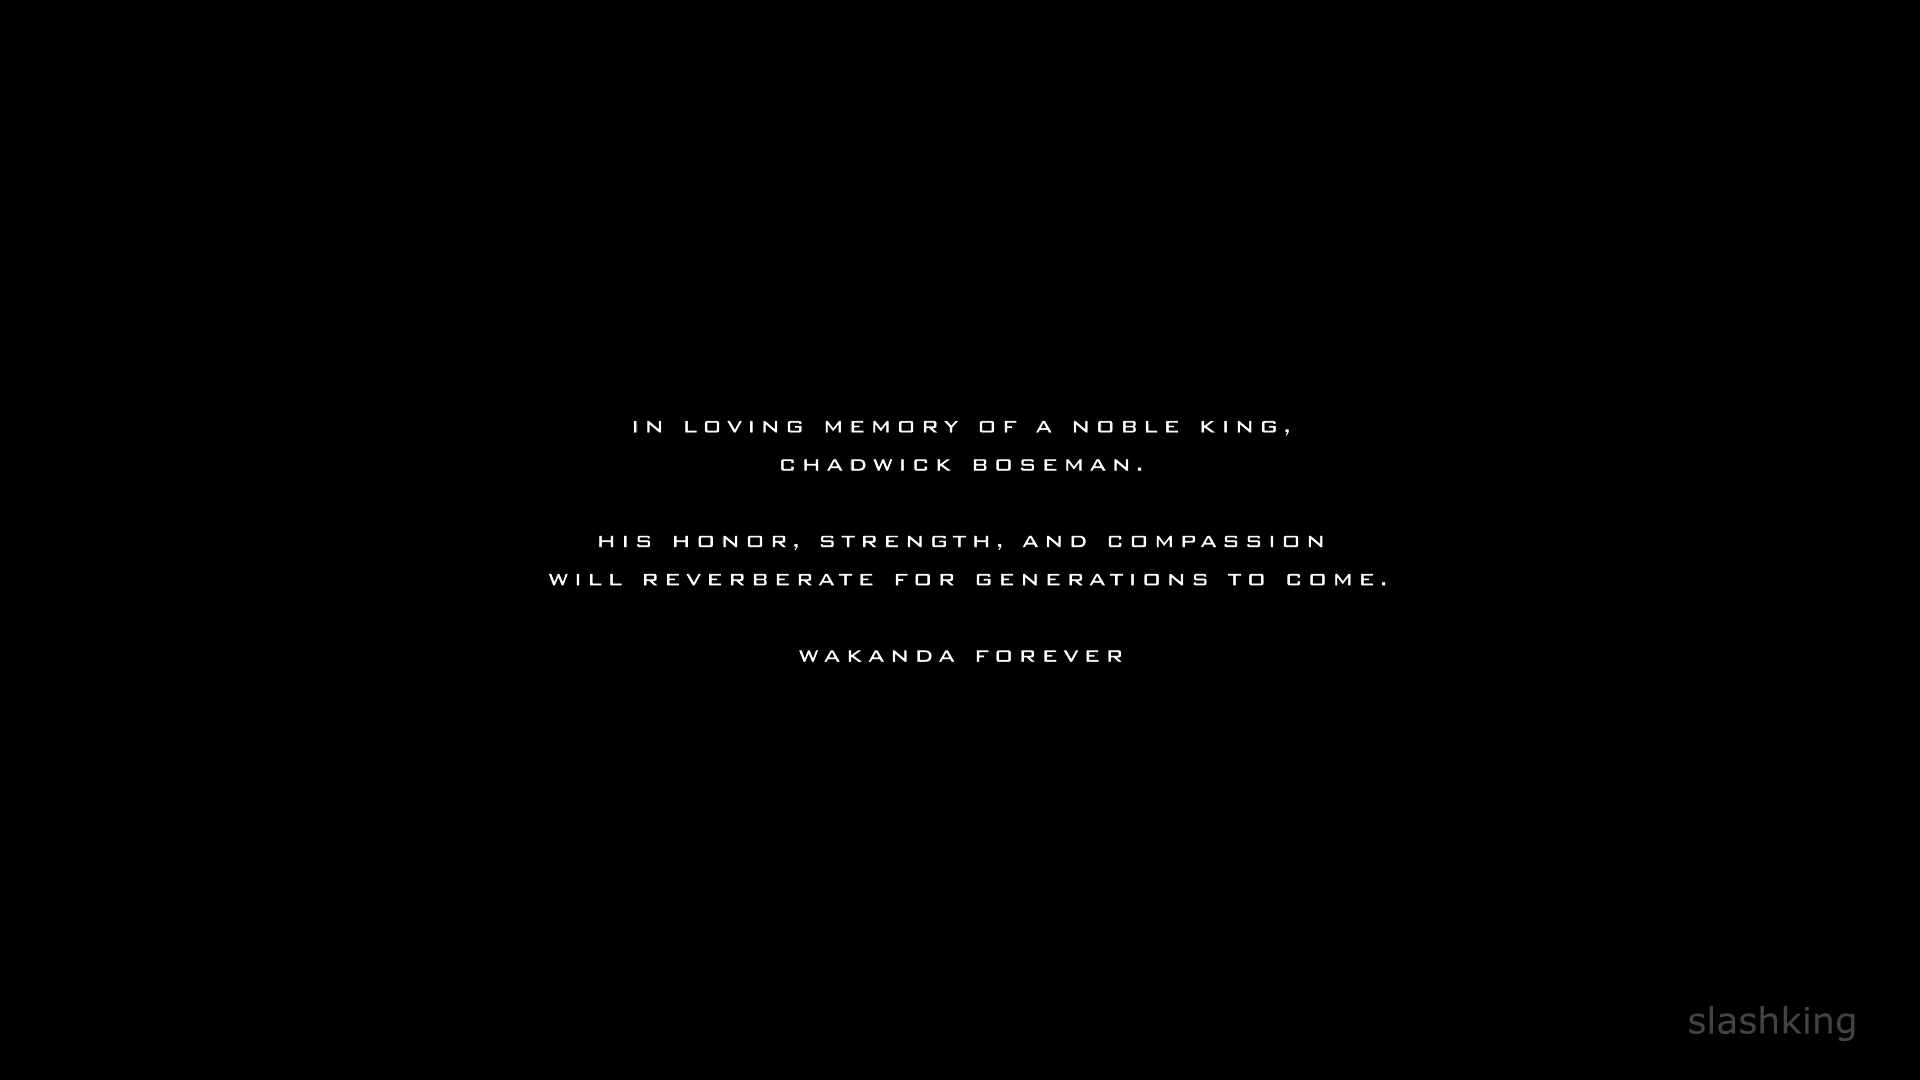 IN LOVING MEMORY OF A NOBLE KING,
CHADWICK BOSEMAN.
HIS HONOR, STRENGTH, AND COMPASSION
WILL REVERBERATE FOR GENERATIONS TO COME.
WAKANDA FOREVER
slashking